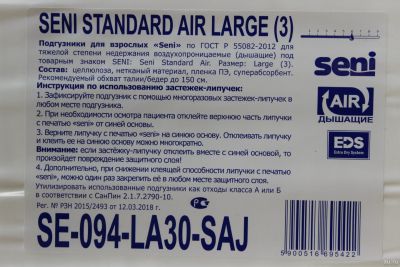 SENI STANDARD AIR LARGE (3)
Подгузники для взрослых «Seni» по ГОСТ Р 55082-2012 для
тяжелой степени недержания воздухопроницаемые (дышащие) под
товарным знаком SENI: Seni Standard Air. Размер: Large (3).
Состав: целлюлоза, нетканый материал, пленка ПЭ, суперабсорбент.
Рекомендуемый обхват талии/бедер до 150 см.
Инструкция по использованию застежек-липучек:
1. Зафиксируйте подгузник с помощью многоразовых застежек-липучек в
любом месте подгузника.
2. При необходимости осмотра пациента отклейте верхнюю часть липучки
с печатью «seni» от синей основы.
3. Верните липучку с печатью «seni» на синюю основу. Отклеивать липучку
и клеить ее на синюю основу можно многократно.
Внимание: если застёжку-липучку отклеить вместе с синей основой, то
произойдет повреждение защитного слоя!
4. Дополнительно, при снижении клеящей способности липучки с печатью
«seni», можно один раз закрепить её в любом месте на защитном слое!
Утилизировать использованные подгузники как отходы класса А или Б
в соответствии с СанПин 2.1.7.2790-10.
Рег. № РЗН 2015/2493 от 12.03.2018 г.
SE-094-LA30-SAJ
seni
AIR
ДЫШАЩИЕ
EDS
Extra Dry System
5 900516 695422